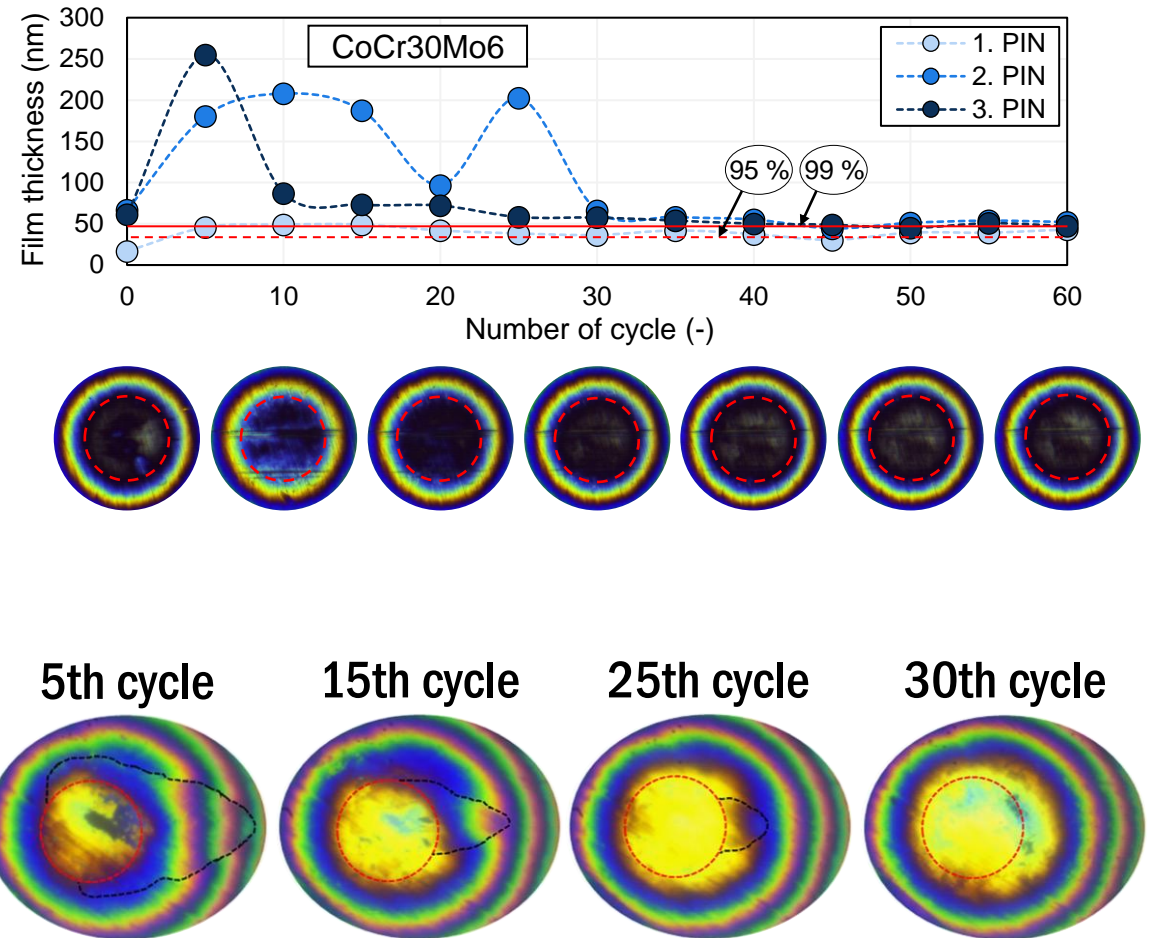 300
250
200
150
100
50
0
Film thickness (nm)
CoCr30Mo6
1. PIN
2. PIN
3. PIN
95 %
99 %
0 10 20 30 40 50 60
Number of cycle (-)
5th cycle 15th cycle 25th cycle 30th cycle